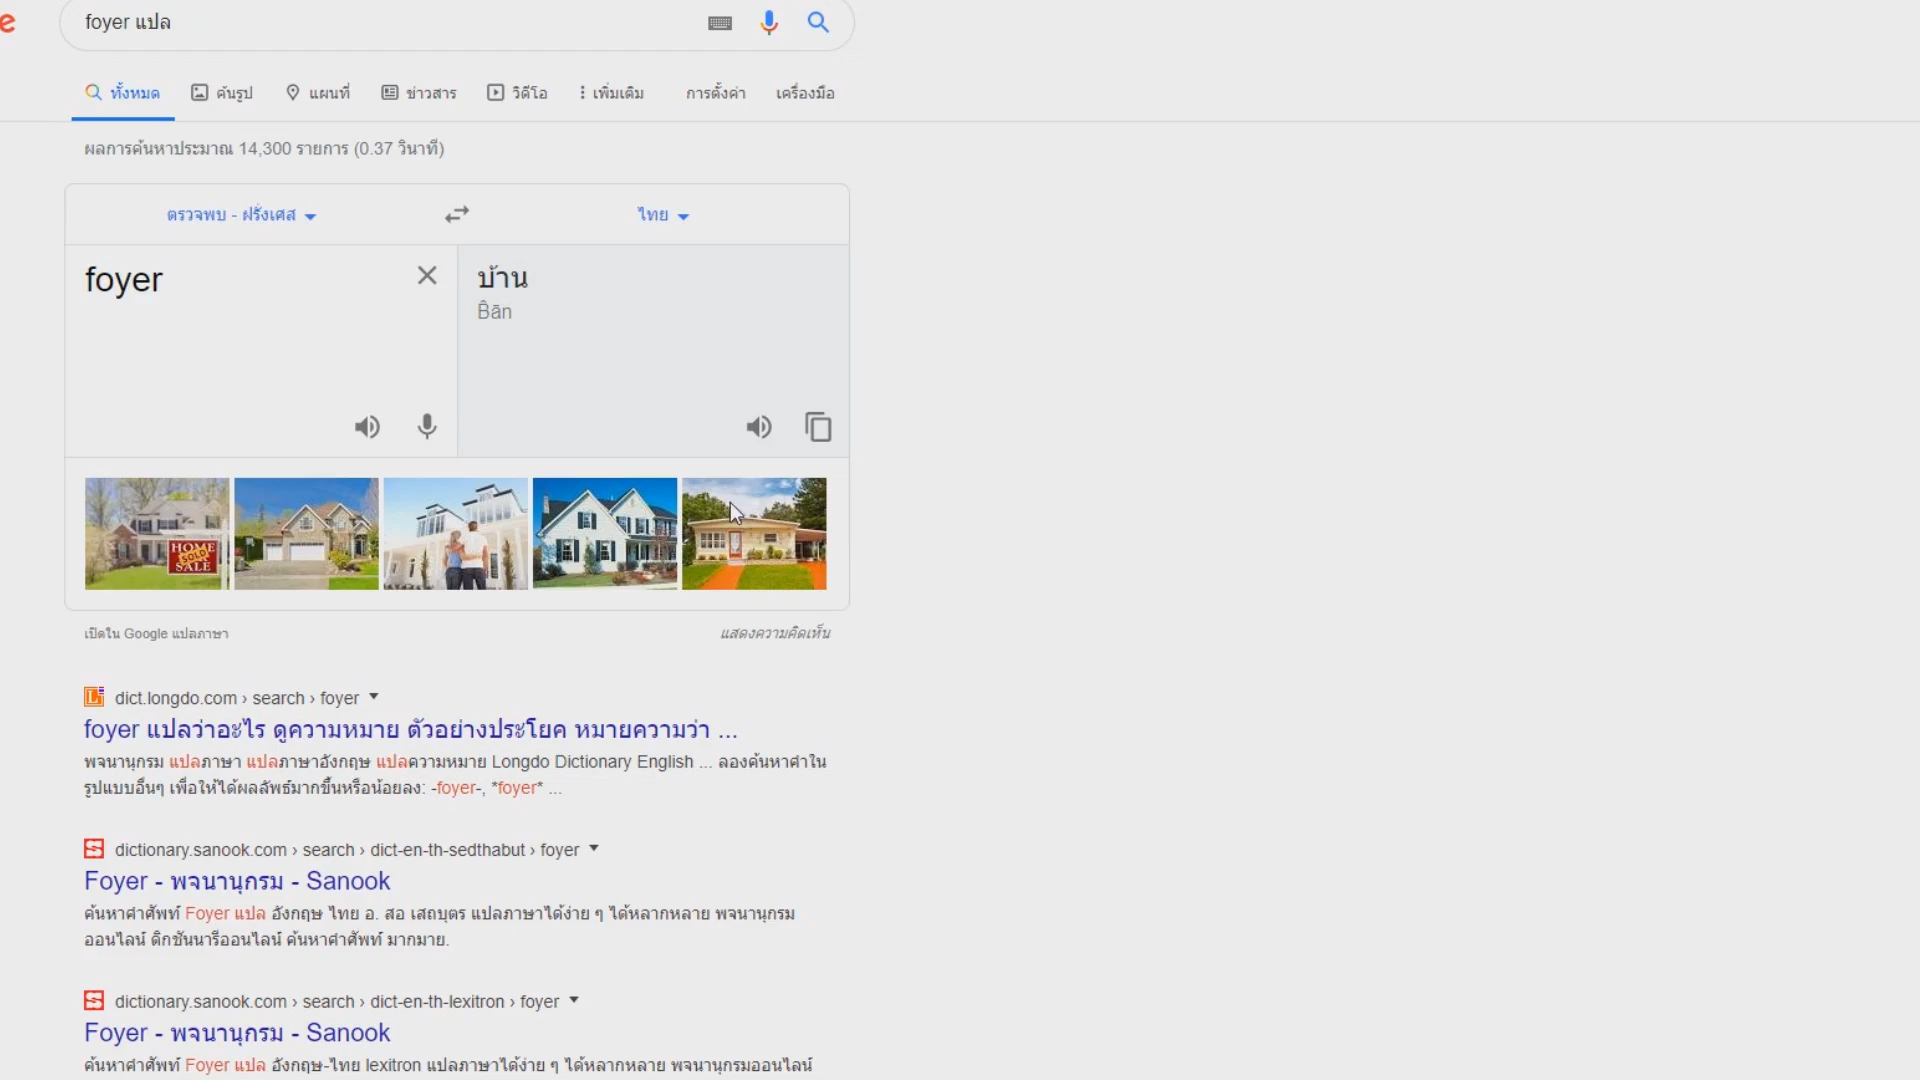 e
foyer แปล
ทั้งหมด ค้นรูป แผนที่ ข่าวสาร วิดีโอ เพิ่มเติม การตั้งค่า เครื่องมือ
ผลการค้นหาประมาณ 14,300 รายการ (0.37 วินาที)
ตรวจพบ - ฝรั่งเศส ไทย
foyer
บ้าน
B̂ān
HOME
SOLD
SALE
เปิดใน Google แปลภาษา แสดงความคิดเห็น
dict.longdo.com › search › foyer
foyer แปลว่าอะไร ดูความหมาย ตัวอย่างประโยค หมายความว่า ...
พจนานุกรม แปลภาษา แปลภาษาอังกฤษ แปลความหมาย Longdo Dictionary English ... ลองค้นหาคำใน
รูปแบบอื่นๆ เพื่อให้ได้ผลลัพธ์มากขึ้นหรือน้อยลง: -foyer-, *foyer* ...
dictionary.sanook.com › search › dict-en-th-sedthabut › foyer
Foyer - พจนานุกรม - Sanook
ค้นหาคำศัพท์ Foyer แปล อังกฤษ ไทย อ. สอ เสถบุตร แปลภาษาได้ง่าย ๆ ได้หลากหลาย พจนานุกรม
ออนไลน์ ดิกชันนารีออนไลน์ ค้นหาคำศัพท์ มากมาย.
dictionary.sanook.com › search › dict-en-th-lexitron › foyer
Foyer - พจนานุกรม - Sanook
ค้นหาคำศัพท์ Foyer แปล อังกฤษ-ไทย lexitron แปลภาษาได้ง่าย ๆ ได้หลากหลาย พจนานุกรมออนไลน์